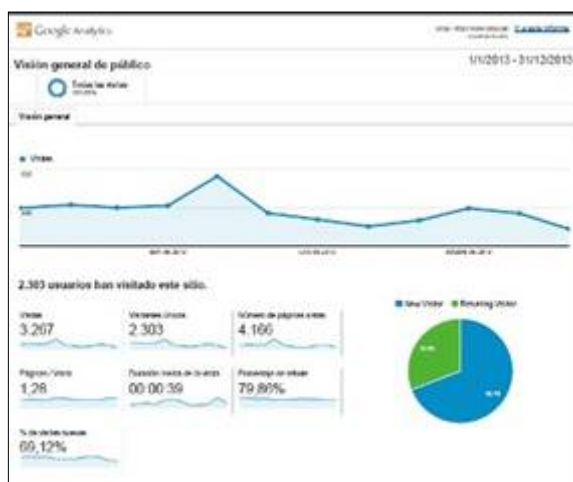 Google Analytics
1/1/2013 - 31/12/2013
Visión general de público
Todas las visitas
Visión general
Visitas
2.303 usuarios han visitado este sitio.
New Visitor Returning Visitor
Visitas
3.267
Visitantes únicos
2.303
Número de páginas vistas
4.166
Páginas / Visita
1,28
Duración media de la visita
00:00:39
Porcentaje de rebote
79,86%
% de visitas nuevas
69,12%